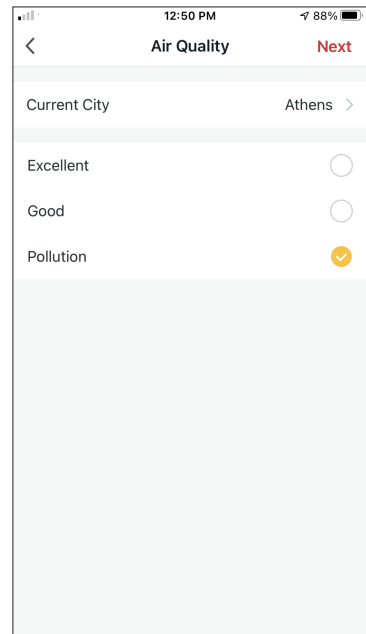 12:50 PM 88%
Air Quality Next
Current City Athens
Excellent
Good
Pollution